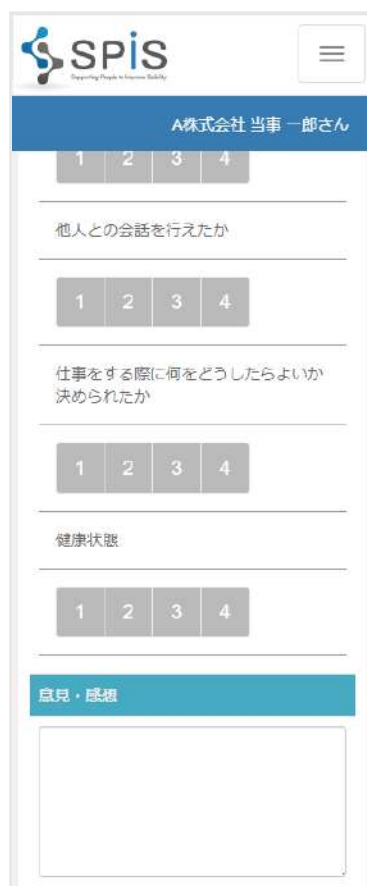 SPiS
Supporting People to Improve Stability
A株式会社 当事 一郎さん
1 2 3 4
他人との会話を行えたか
1 2 3 4
仕事をする際に何をどうしたらよいか
決められたか
1 2 3 4
健康状態
1 2 3 4
意見・感想